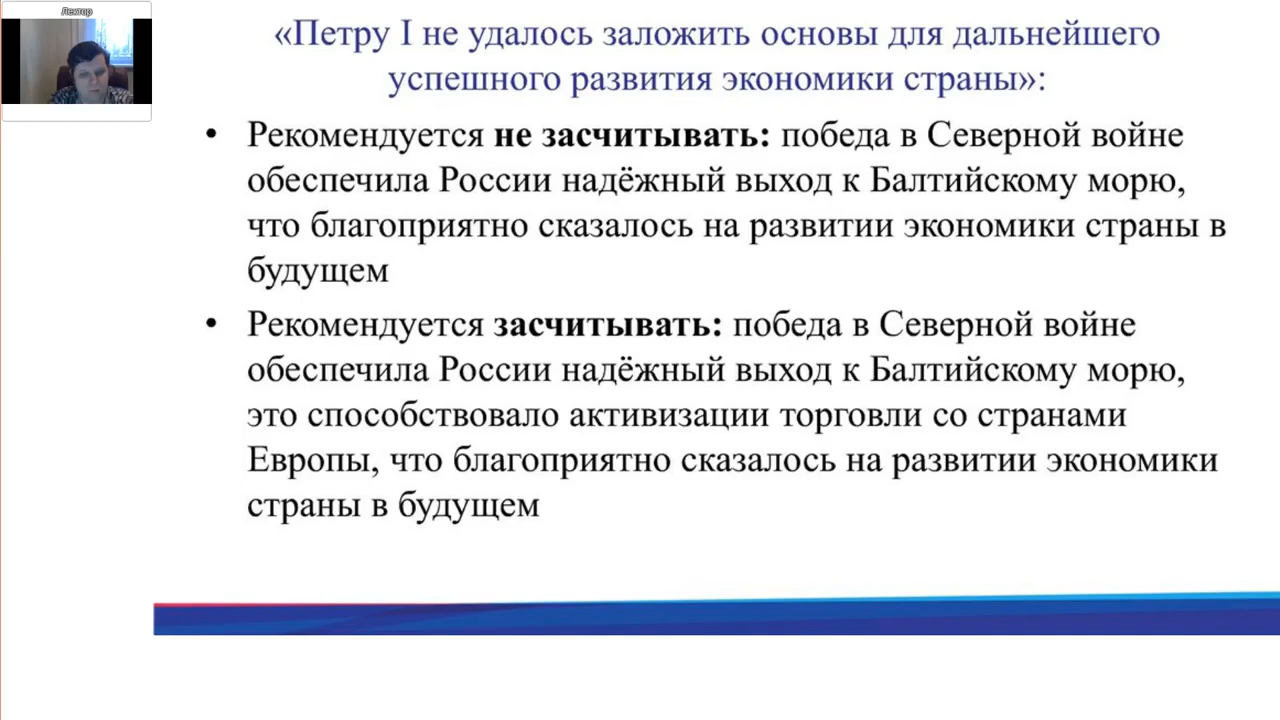 Лектор
«Петру I не удалось заложить основы для дальнейшего
успешного развития экономики страны»:
• Рекомендуется не засчитывать: победа в Северной войне
обеспечила России надёжный выход к Балтийскому морю,
что благоприятно сказалось на развитии экономики страны в
будущем
• Рекомендуется засчитывать: победа в Северной войне
обеспечила России надёжный выход к Балтийскому морю,
это способствовало активизации торговли со странами
Европы, что благоприятно сказалось на развитии экономики
страны в будущем